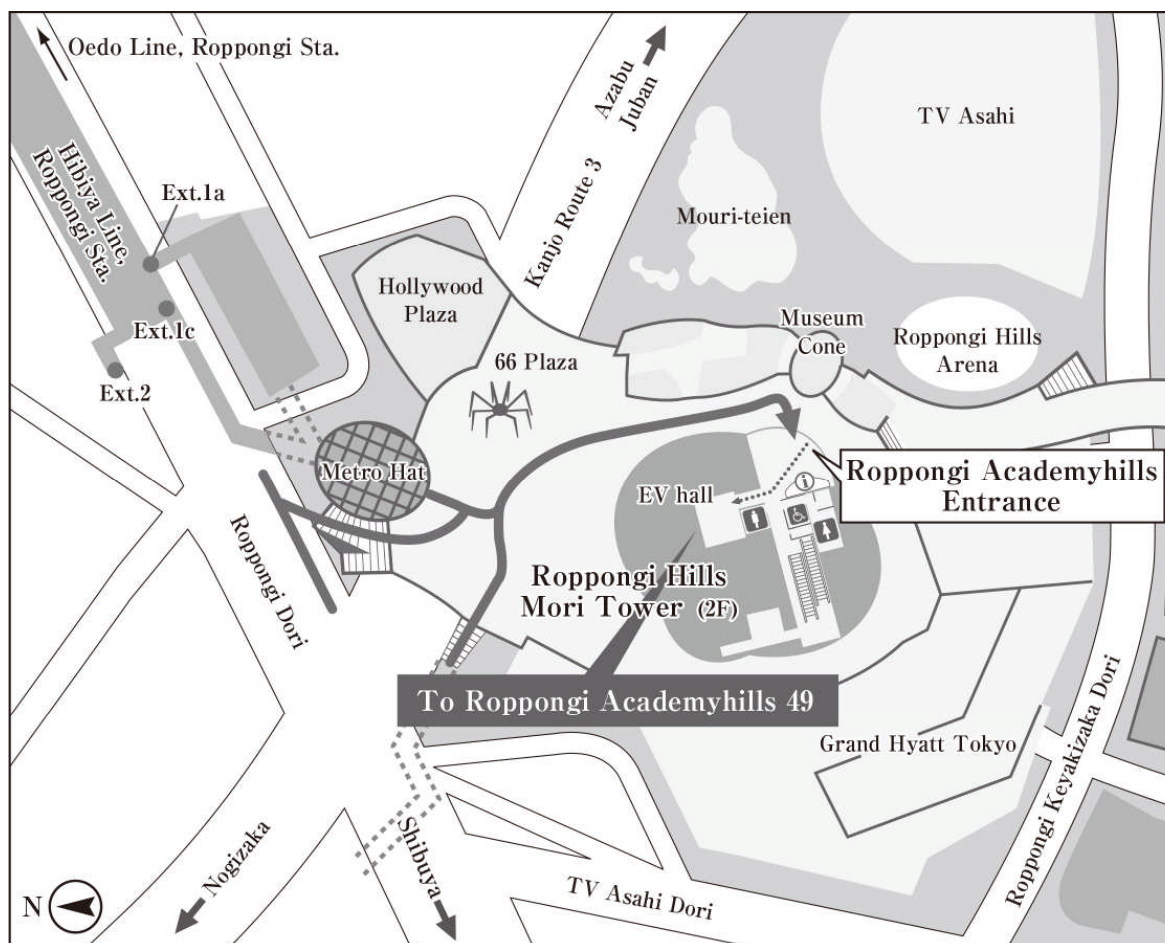 Oedo Line, Roppongi Sta.
Hibiya Line,
Roppongi Sta.
Ext.1a
Ext.1c
Ext.2
Azabu
Juban
Kanjo Route 3
TV Asahi
Mouri-teien
Hollywood
Plaza
66 Plaza
Museum
Cone
Roppongi Hills
Arena
Metro Hat
EV hall
i
Roppongi Academyhills
Entrance
Roppongi Dori
Roppongi Hills
Mori Tower (2F)
To Roppongi Academyhills 49
Grand Hyatt Tokyo
Roppongi Keyakizaka Dori
Nogizaka
Shibuya
TV Asahi Dori
N